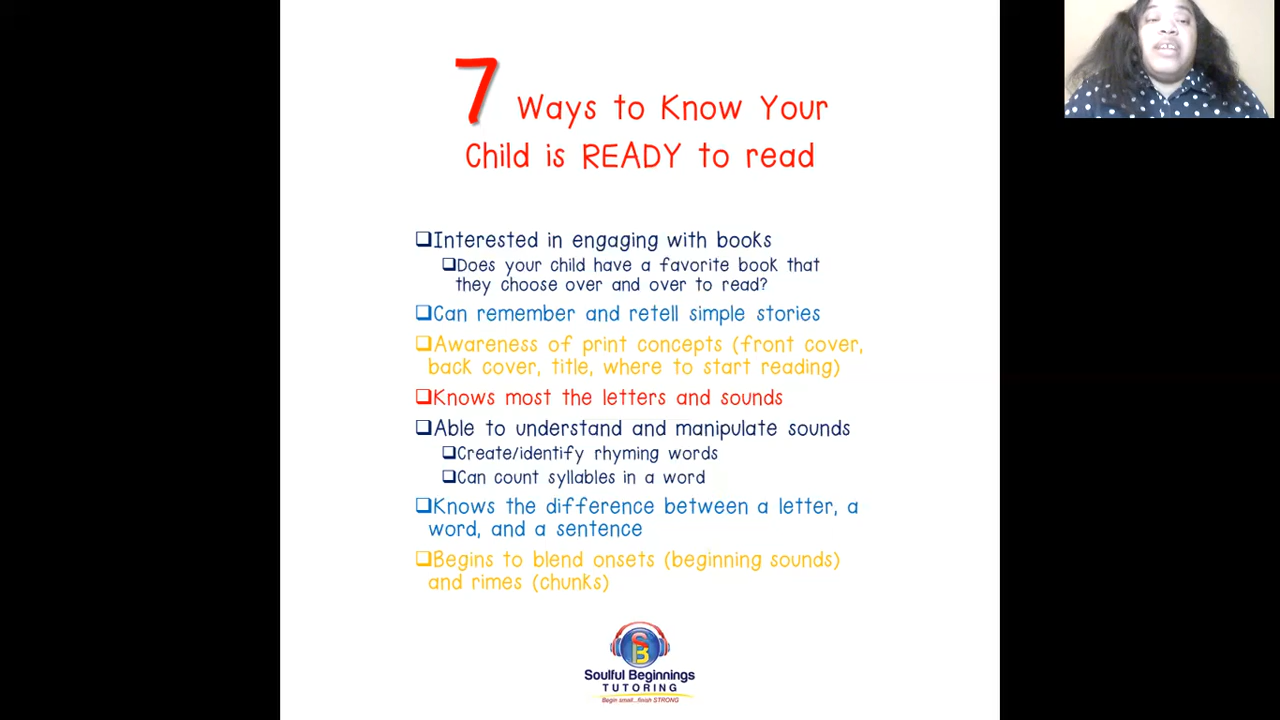 7 Ways to Know Your
Child is READY to read
Interested in engaging with books
Does your child have a favorite book that
they choose over and over to read?
Can remember and retell simple stories
Awareness of print concepts (front cover,
back cover, title, where to start reading)
Knows most the letters and sounds
Able to understand and manipulate sounds
Create/identify rhyming words
Can count syllables in a word
Knows the difference between a letter, a
word, and a sentence
Begins to blend onsets (beginning sounds)
and rimes (chunks)
SB
Soulful Beginnings
TUTORING
Begin small...finish STRONG